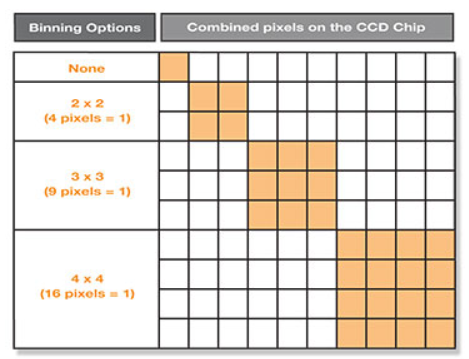 Binning Options
Combined pixels on the CCD Chip
None
2 x 2
(4 pixels = 1)
3 x 3
(9 pixels = 1)
4 x 4
(16 pixels = 1)